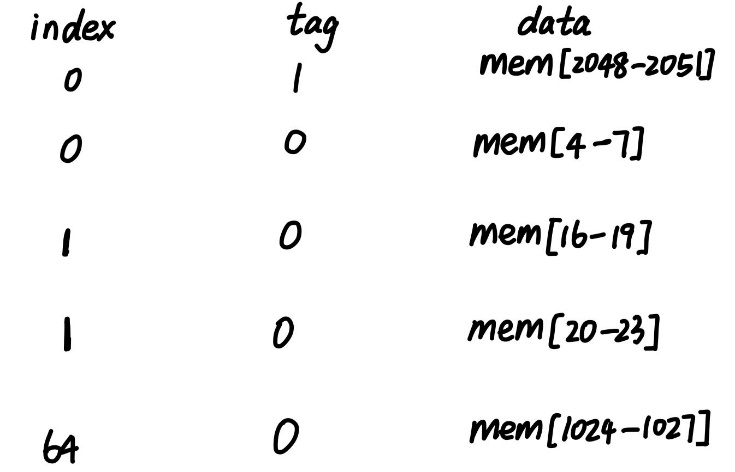 index tag data
0 1 mem[2048-2051]
0 0 mem[4-7]
1 0 mem[16-19]
1 0 mem[20-23]
64 0 mem[1024-1027]